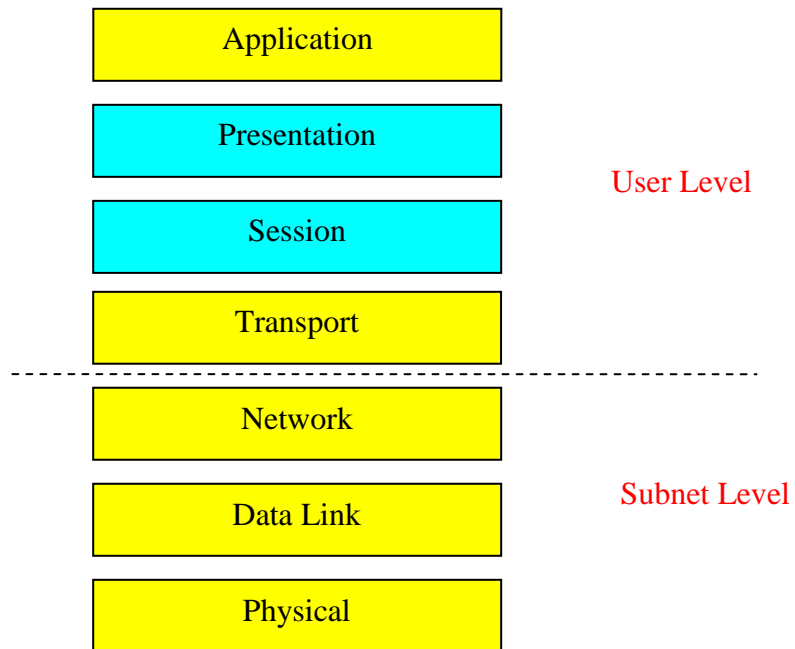 Application
Presentation
User Level
Session
Transport
Network
Subnet Level
Data Link
Physical